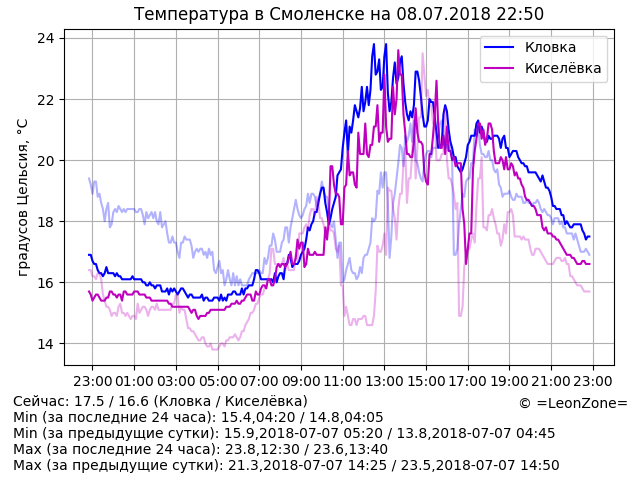 Температура в Смоленске на 08.07.2018 22:50
градусов Цельсия, °C
24
22
20
18
16
14
Кловка
Киселёвка
23:00 01:00 03:00 05:00 07:00 09:00 11:00 13:00 15:00 17:00 19:00 21:00 23:00
Сейчас: 17.5 / 16.6 (Кловка / Киселёвка)
© =LeonZone=
Min (за последние 24 часа): 15.4,04:20 / 14.8,04:05
Min (за предыдущие сутки): 15.9,2018-07-07 05:20 / 13.8,2018-07-07 04:45
Max (за последние 24 часа): 23.8,12:30 / 23.6,13:40
Max (за предыдущие сутки): 21.3,2018-07-07 14:25 / 23.5,2018-07-07 14:50